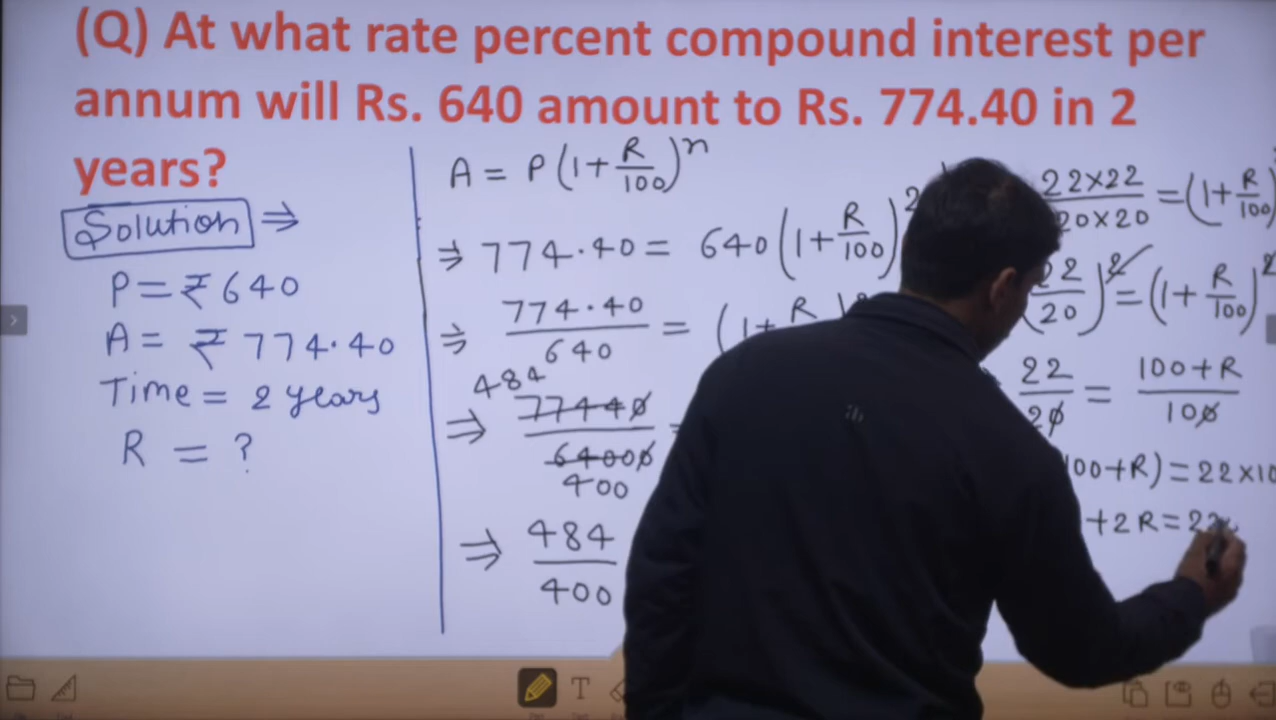 (Q) At what rate percent compound interest per
annum will Rs. 640 amount to Rs. 774.40 in 2
years?
Solution ⇒
P = ₹ 640
A = ₹ 774.40
Time = 2 years
R = ?
A = P(1+R/100)^n
⇒ 774.40 = 640(1+R/100)^2
⇒ 774.40/640 = (1+R
484
⇒ 77440/64000 =
400
⇒ 484/400
22×22/20×20 = (1+R/100)
22/20)^2 = (1+R/100)^2
22/20 = 100+R/100
100+R) = 22×10
+2R = 22
T